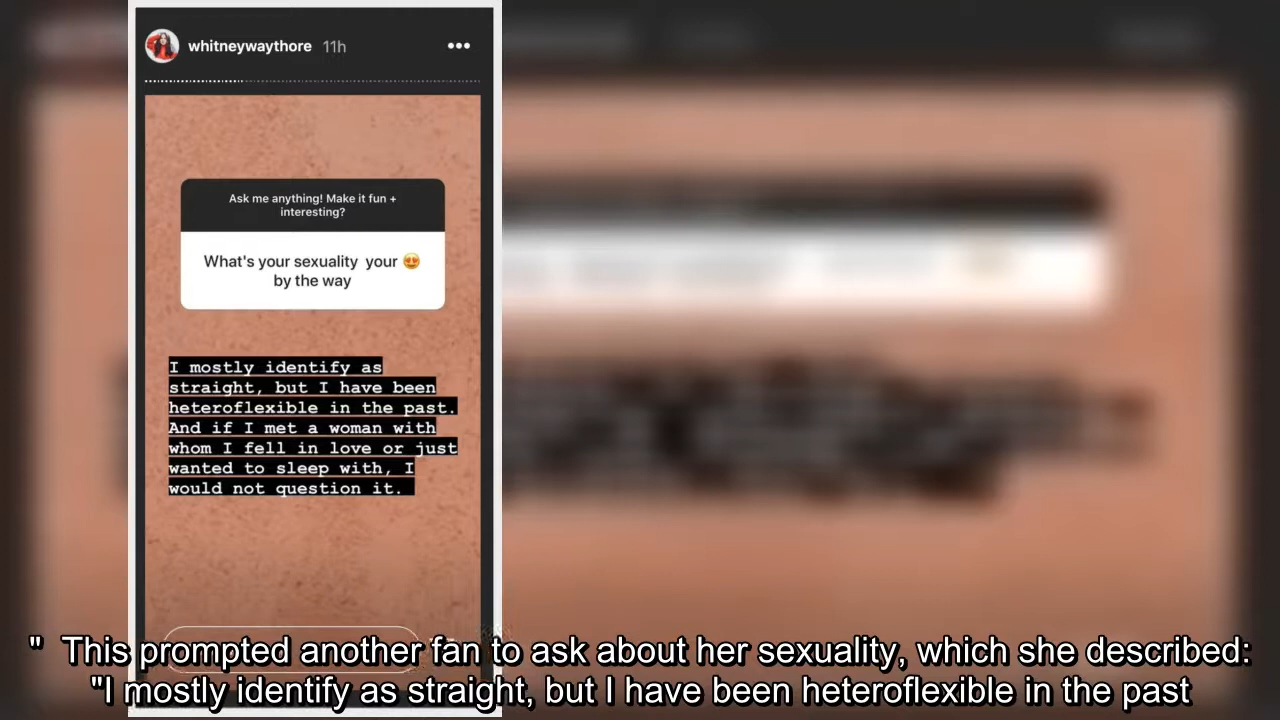 whitneywaythore 11h
Ask me anything! Make it fun +
interesting?
What's your sexuality your 😍
by the way
I mostly identify as
straight, but I have been
heteroflexible in the past.
And if I met a woman with
whom I fell in love or just
wanted to sleep with, I
would not question it.
" This prompted another fan to ask about her sexuality, which she described:
"I mostly identify as straight, but I have been heteroflexible in the past